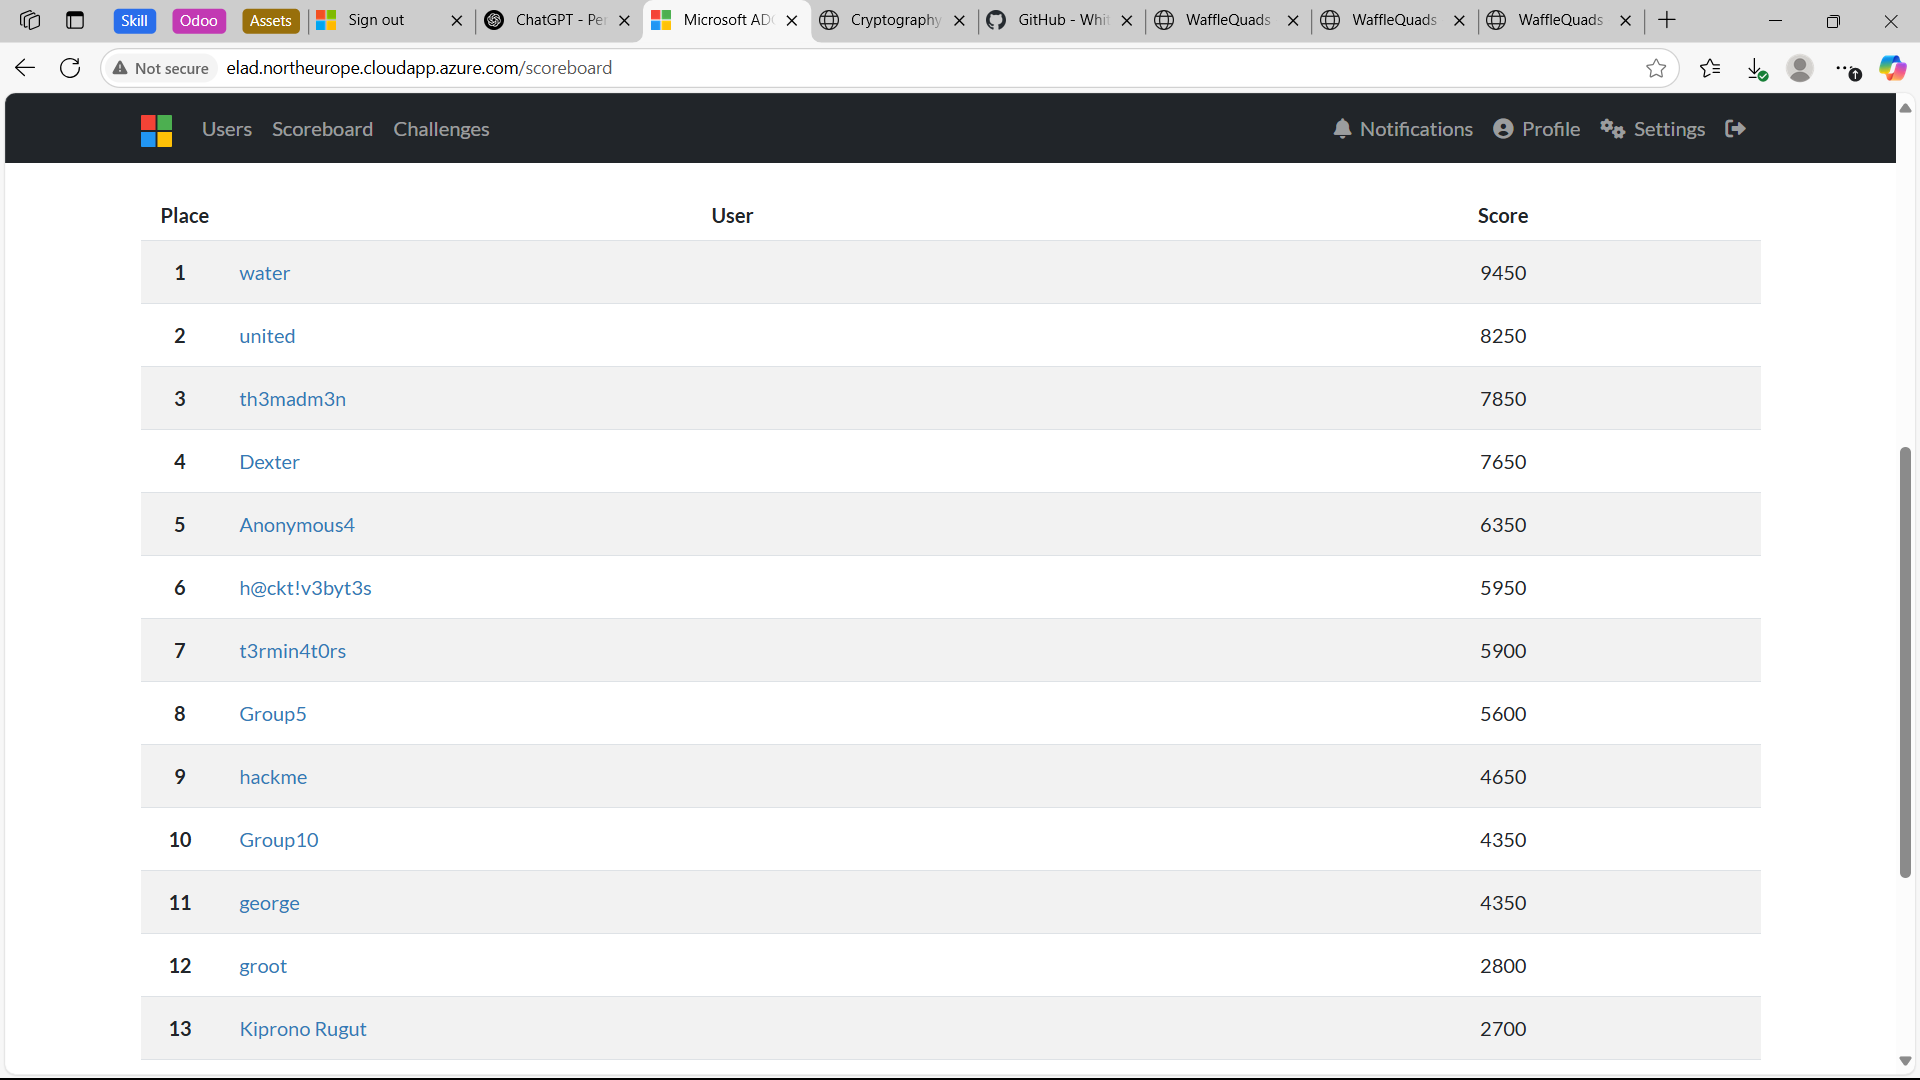 Skill Odoo Assets Sign out ChatGPT - Per Microsoft ADC Cryptography GitHub - Whit WaffleQuads WaffleQuads WaffleQuads
Not secure elad.northeurope.cloudapp.azure.com/scoreboard
Users Scoreboard Challenges Notifications Profile Settings
Place User Score
1 water 9450
2 united 8250
3 th3madm3n 7850
4 Dexter 7650
5 Anonymous4 6350
6 h@ckt!v3byt3s 5950
7 t3rmin4t0rs 5900
8 Group5 5600
9 hackme 4650
10 Group10 4350
11 george 4350
12 groot 2800
13 Kiprono Rugut 2700